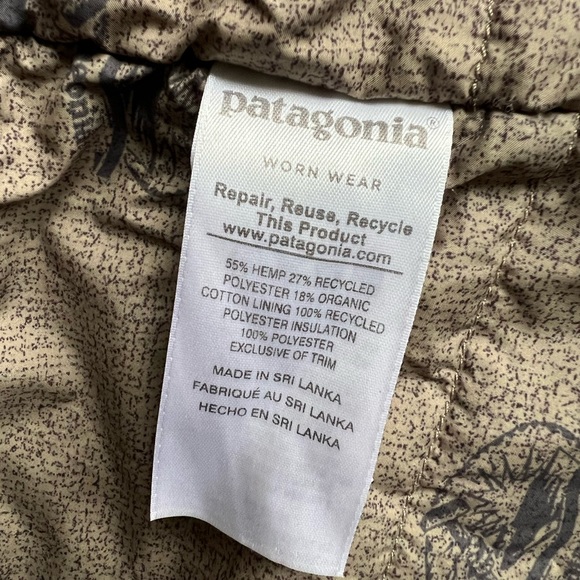 patagonia®
WORN WEAR
Repair, Reuse, Recycle
This Product
www.patagonia.com
55% HEMP 27% RECYCLED
POLYESTER 18% ORGANIC
COTTON LINING 100% RECYCLED
POLYESTER INSULATION
100% POLYESTER
EXCLUSIVE OF TRIM
MADE IN SRI LANKA
FABRIQUÉ AU SRI LANKA
HECHO EN SRI LANKA